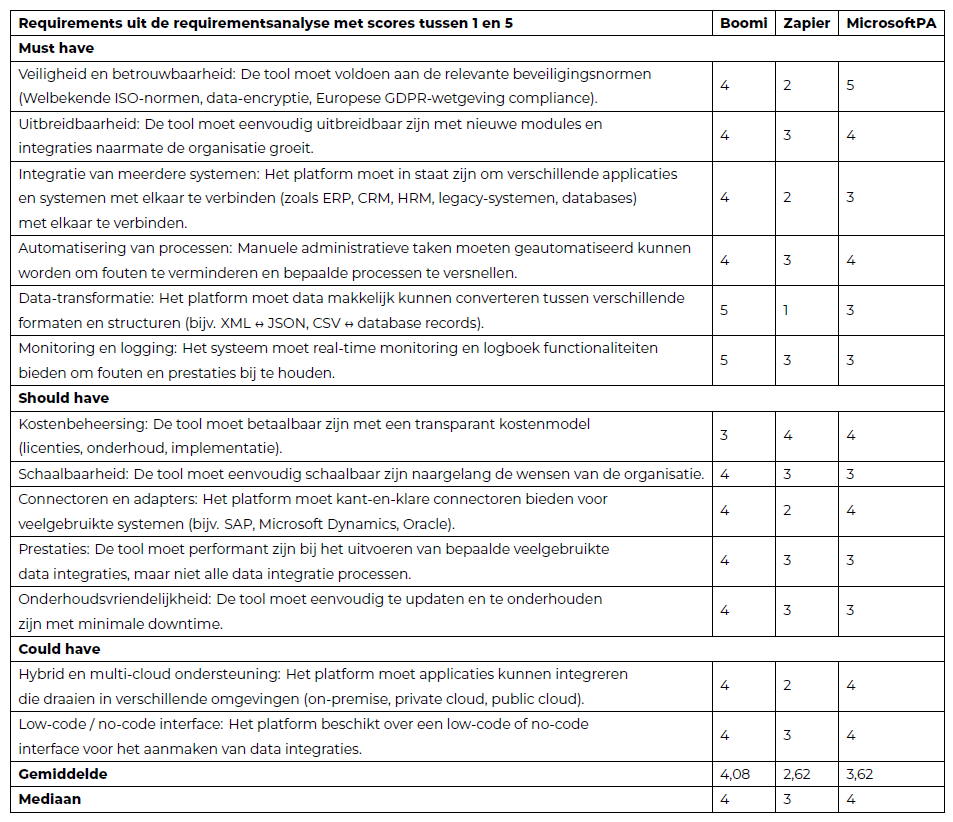 Requirements uit de requirementsanalyse met scores tussen 1 en 5 Boomi Zapier MicrosoftPA
Must have
Veiligheid en betrouwbaarheid: De tool moet voldoen aan de relevante beveiligingsnormen
(Welbekende ISO-normen, data-encryptie, Europese GDPR-wetgeving compliance). 4 2 5
Uitbreidbaarheid: De tool moet eenvoudig uitbreidbaar zijn met nieuwe modules en
integraties naarmate de organisatie groeit. 4 3 4
Integratie van meerdere systemen: Het platform moet in staat zijn om verschillende applicaties
en systemen met elkaar te verbinden (zoals ERP, CRM, HRM, legacy-systemen, databases) 4 2 3
met elkaar te verbinden.
Automatisering van processen: Manuele administratieve taken moeten geautomatiseerd kunnen
worden om fouten te verminderen en bepaalde processen te versnellen. 4 3 4
Data-transformatie: Het platform moet data makkelijk kunnen converteren tussen verschillende
formaten en structuren (bijv. XML ↔ JSON, CSV ↔ database records). 5 1 3
Monitoring en logging: Het systeem moet real-time monitoring en logboek functionaliteiten
bieden om fouten en prestaties bij te houden. 5 3 3
Should have
Kostenbeheersing: De tool moet betaalbaar zijn met een transparant kostenmodel
(licenties, onderhoud, implementatie). 3 4 4
Schaalbaarheid: De tool moet eenvoudig schaalbaar zijn naargelang de wensen van de organisatie. 4 3 3
Connectoren en adapters: Het platform moet kant-en-klare connectoren bieden voor
veelgebruikte systemen (bijv. SAP, Microsoft Dynamics, Oracle). 4 2 4
Prestaties: De tool moet performant zijn bij het uitvoeren van bepaalde veelgebruikte
data integraties, maar niet alle data integratie processen. 4 3 3
Onderhoudsvriendelijkheid: De tool moet eenvoudig te updaten en te onderhouden
zijn met minimale downtime. 4 3 3
Could have
Hybrid en multi-cloud ondersteuning: Het platform moet applicaties kunnen integreren
die draaien in verschillende omgevingen (on-premise, private cloud, public cloud). 4 2 4
Low-code / no-code interface: Het platform beschikt over een low-code of no-code
interface voor het aanmaken van data integraties. 4 3 4
Gemiddelde 4,08 2,62 3,62
Mediaan 4 3 4